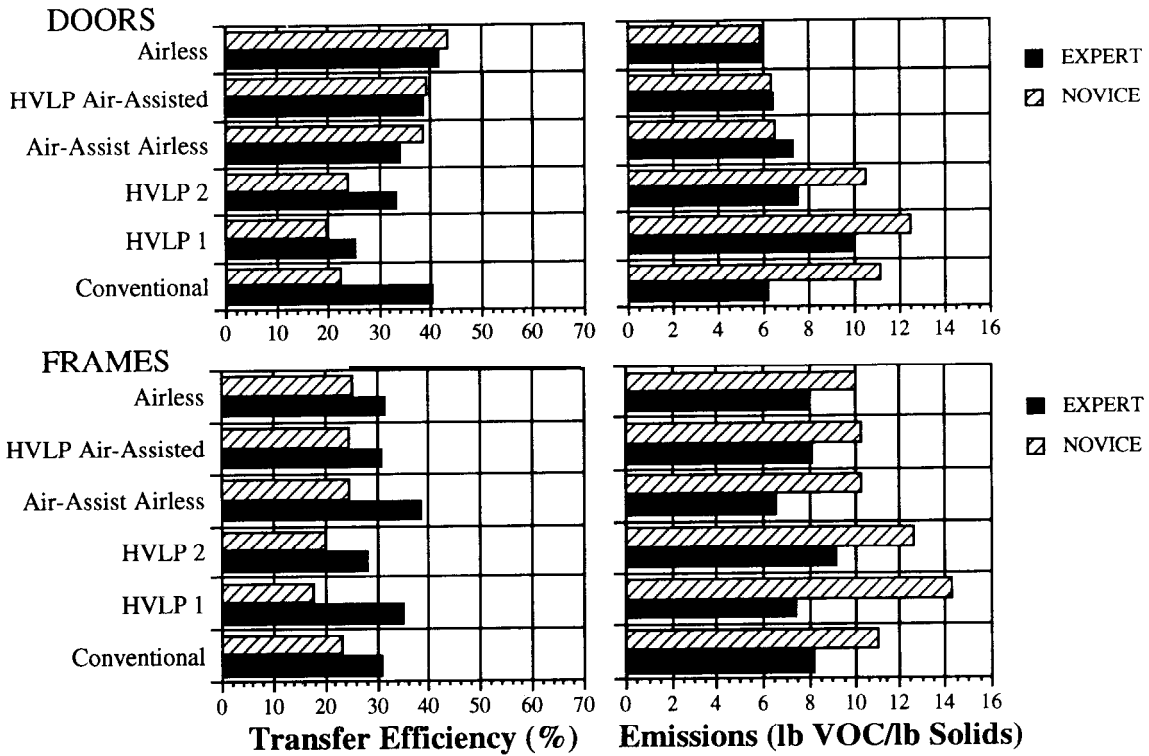 DOORS
Airless
HVLP Air-Assisted
Air-Assist Airless
HVLP 2
HVLP 1
Conventional
0 10 20 30 40 50 60 70
0 2 4 6 8 10 12 14 16
EXPERT
NOVICE
FRAMES
Airless
HVLP Air-Assisted
Air-Assist Airless
HVLP 2
HVLP 1
Conventional
0 10 20 30 40 50 60 70
0 2 4 6 8 10 12 14 16
EXPERT
NOVICE
Transfer Efficiency (%)
Emissions (lb VOC/lb Solids)